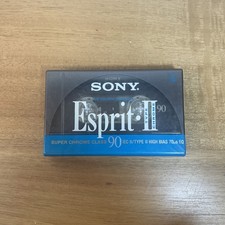 SONY
Esprit·II 90
SUPER CHROME CLASS 90 IEC II/TYPE II HIGH BIAS 70μs EQ